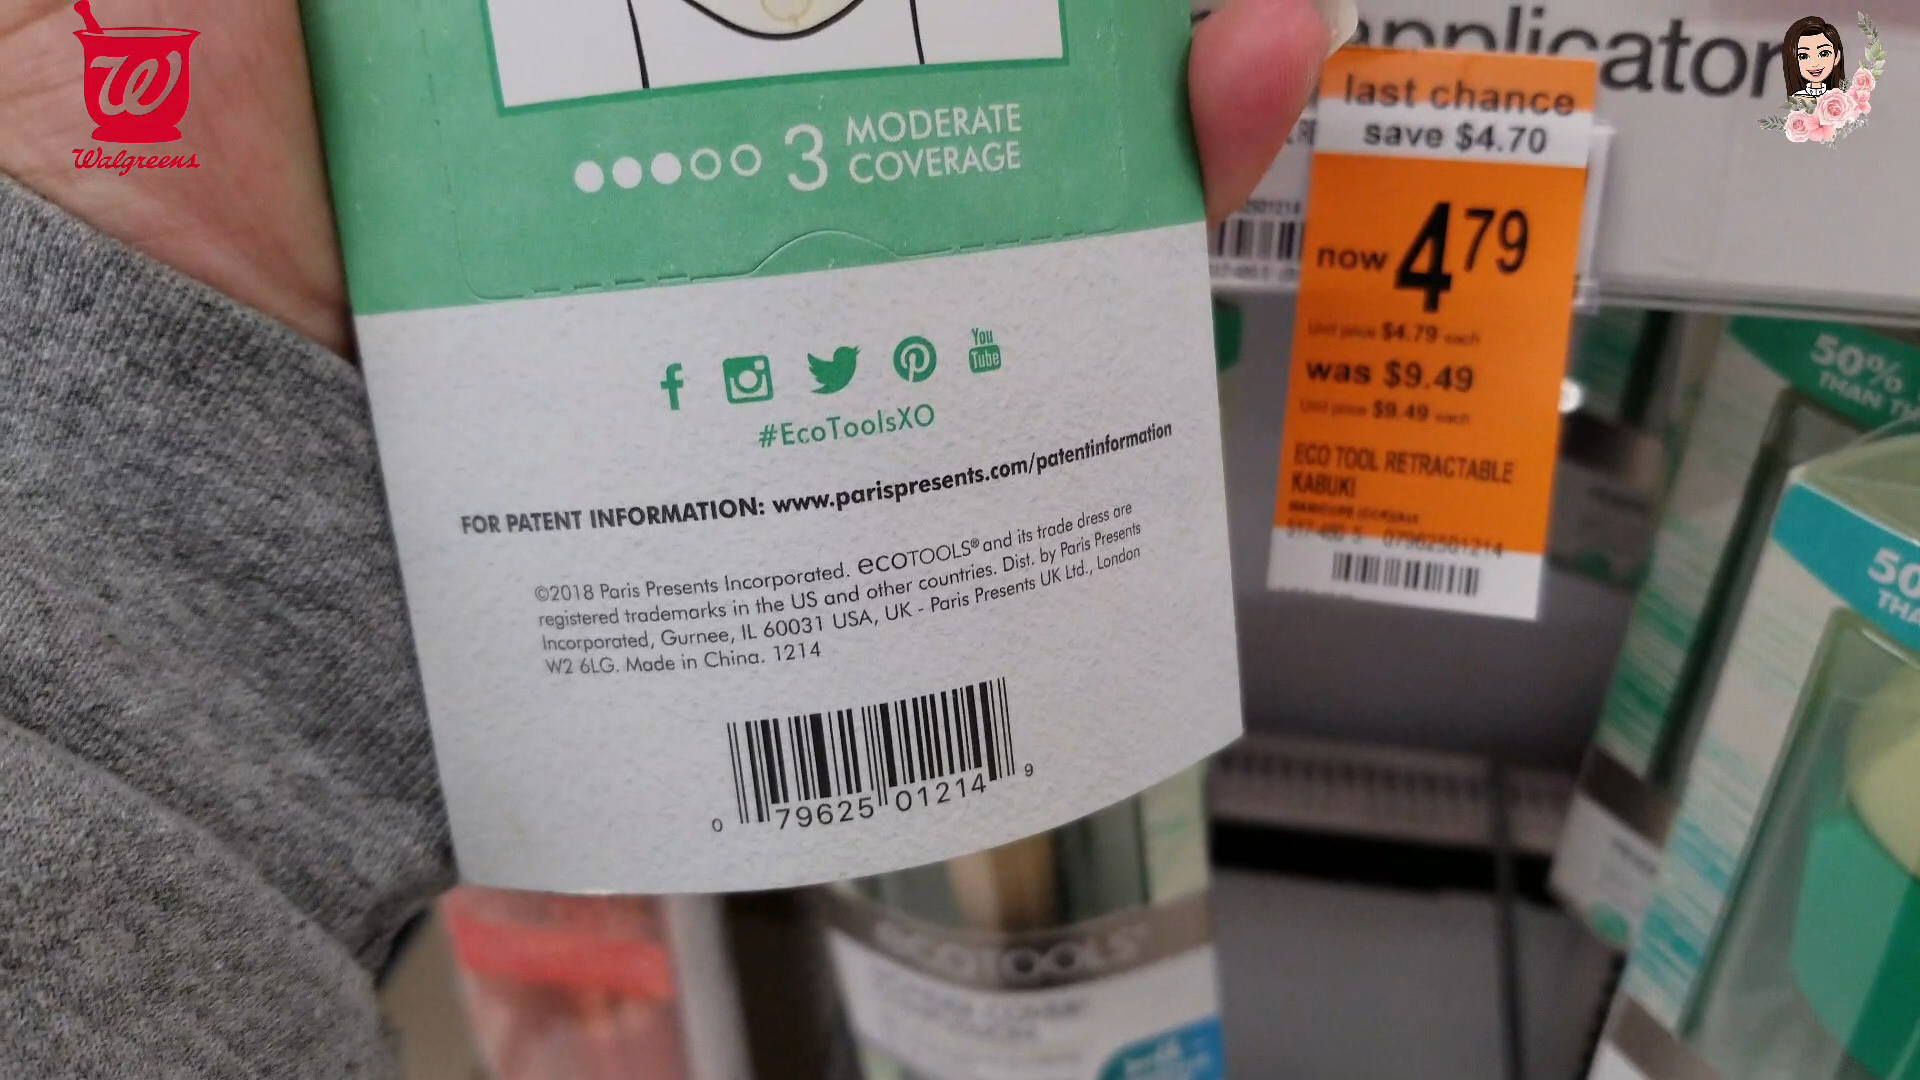 Walgreens
3 MODERATE
COVERAGE
You
Tube
#EcoToolsXO
FOR PATENT INFORMATION: www.parispresents.com/patentinformation
©2018 Paris Presents Incorporated. ecoTOOLS® and its trade dress are
registered trademarks in the US and other countries. Dist. by Paris Presents
Incorporated, Gurnee, IL 60031 USA, UK - Paris Presents UK Ltd., London
W2 6LG. Made in China. 1214
0 79625 01214 9
applicator
last chance
save $4.70
now 4 79
Unit price $4.79 each
was $9.49
Unit price $9.49 each
ECO TOOL RETRACTABLE
KABUKI
50%
THAN
50
THA
ECOTOOLS